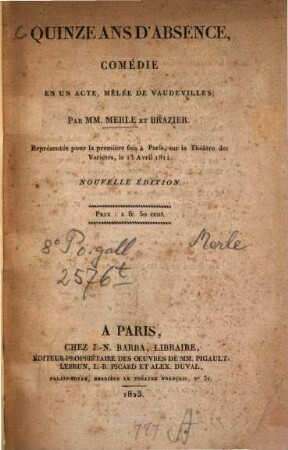 QUINZE ANS D'ABSENCE,
COMÉDIE
EN UN ACTE, MÊLÉE DE VAUDEVILLES;
PAR MM. MERLE ET BRAZIER.
Représentée pour la première fois à Paris, sur le Théâtre des
Variétés, le 13 Avril 1811.
NOUVELLE ÉDITION.
PRIX : 1 fr. 50 cent.
8° P.o.gall
2576t
Merle
A PARIS,
CHEZ J.-N. BARBA, LIBRAIRE,
ÉDITEUR-PROPRIÉTAIRE DES OEUVRES DE MM. PIGAULT-
LEBRUN, L.-B. PICARD ET ALEX. DUVAL,
PALAIS-ROYAL, DERRIÈRE LE THÉATRE FRANÇAIS, N° 51.
1823.